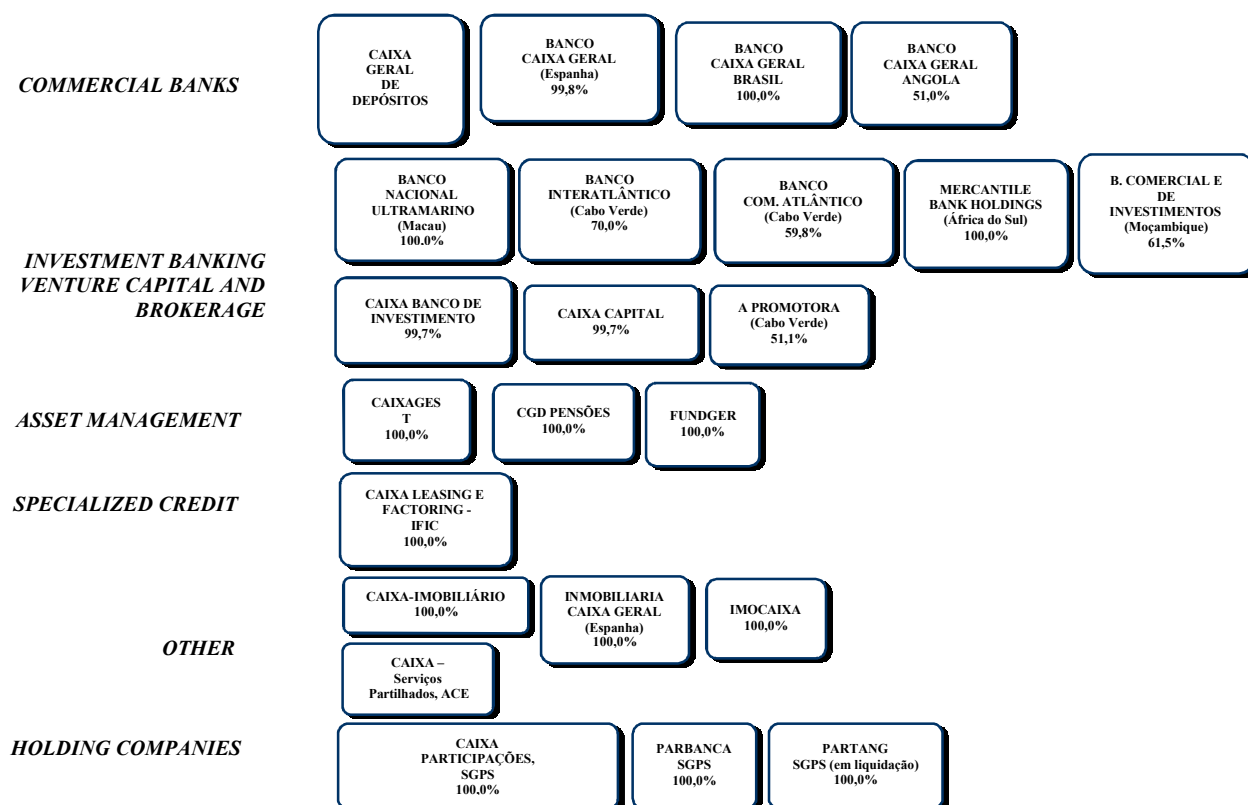 COMMERCIAL BANKS
CAIXA
GERAL
DE
DEPÓSITOS
BANCO
CAIXA GERAL
(Espanha)
99,8%
BANCO
CAIXA GERAL
BRASIL
100,0%
BANCO
CAIXA GERAL
ANGOLA
51,0%
BANCO
NACIONAL
ULTRAMARINO
(Macau)
100.0%
BANCO
INTERATLÂNTICO
(Cabo Verde)
70,0%
BANCO
COM. ATLÂNTICO
(Cabo Verde)
59,8%
MERCANTILE
BANK HOLDINGS
(África do Sul)
100,0%
B. COMERCIAL E
DE
INVESTIMENTOS
(Moçambique)
61,5%
INVESTMENT BANKING
VENTURE CAPITAL AND
BROKERAGE
CAIXA BANCO DE
INVESTIMENTO
99,7%
CAIXA CAPITAL
99,7%
A PROMOTORA
(Cabo Verde)
51,1%
ASSET MANAGEMENT
CAIXAGES
T
100,0%
CGD PENSÕES
100,0%
FUNDGER
100,0%
SPECIALIZED CREDIT
CAIXA LEASING E
FACTORING -
IFIC
100,0%
OTHER
CAIXA-IMOBILIÁRIO
100,0%
INMOBILIARIA
CAIXA GERAL
(Espanha)
100,0%
IMOCAIXA
100,0%
CAIXA –
Serviços
Partilhados, ACE
HOLDING COMPANIES
CAIXA
PARTICIPAÇÕES,
SGPS
100,0%
PARBANCA
SGPS
100,0%
PARTANG
SGPS (em liquidação)
100,0%